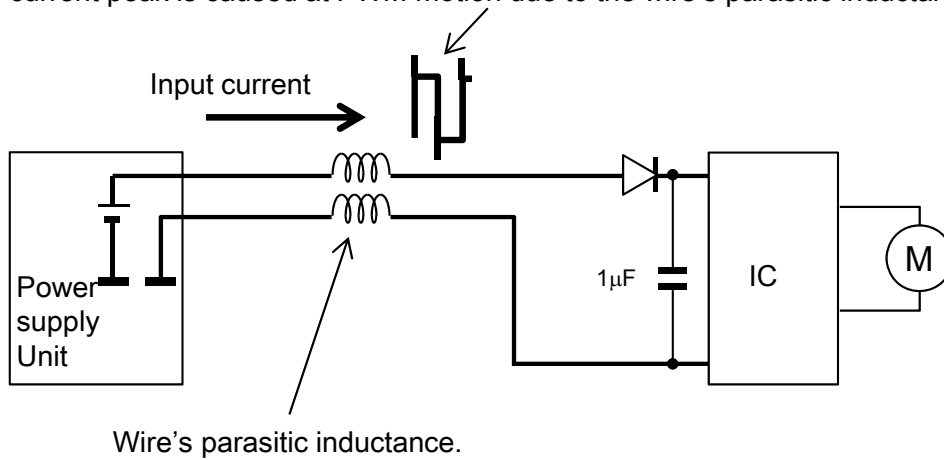 current peak is caused at PWM motion due to the wire's parasitic
Input current
Power
supply
Unit
1μF
IC
M
Wire's parasitic inductance.